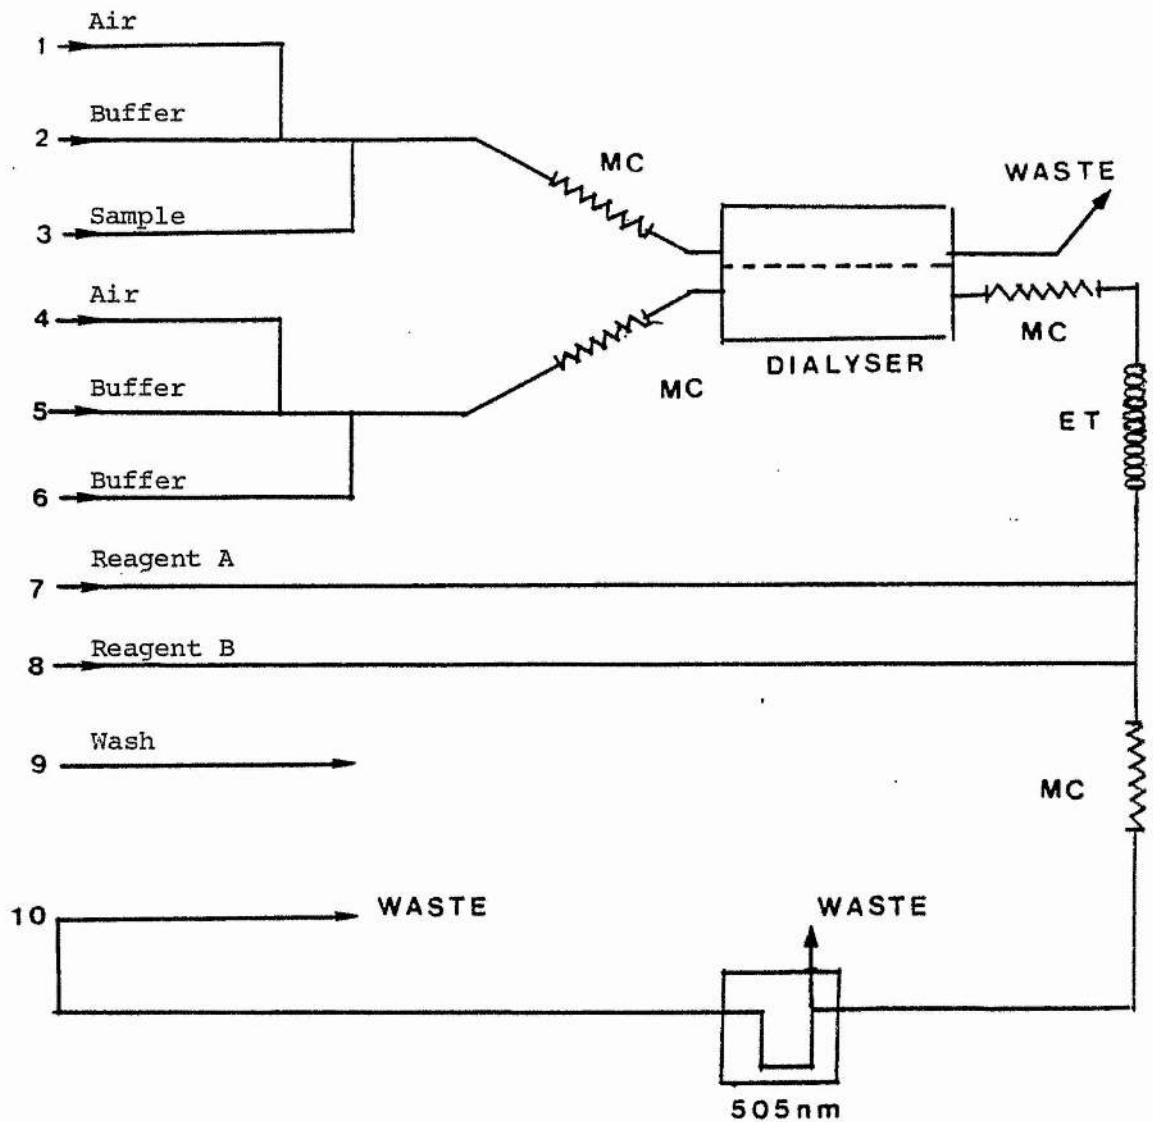 Air
1
Buffer
2
MC
WASTE
Sample
3
Air
4
MC
DIALYSER
Buffer
MC
5
ET
Buffer
6
Reagent A
7
Reagent B
8
Wash
9
MC
10
WASTE
WASTE
505nm